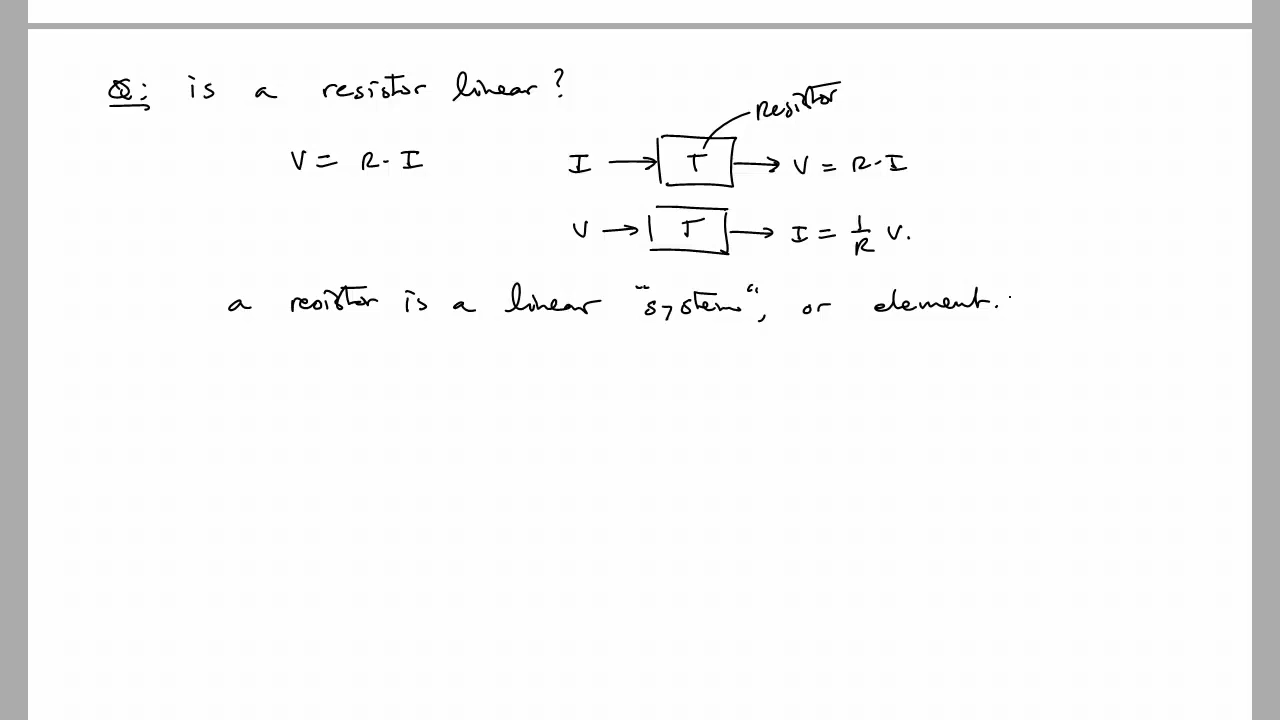 Q: is a resistor linear?
Resistor
V = R · I
I → T → V = R · I
V → T → I = 1/R V.
a resistor is a linear "system", or element.